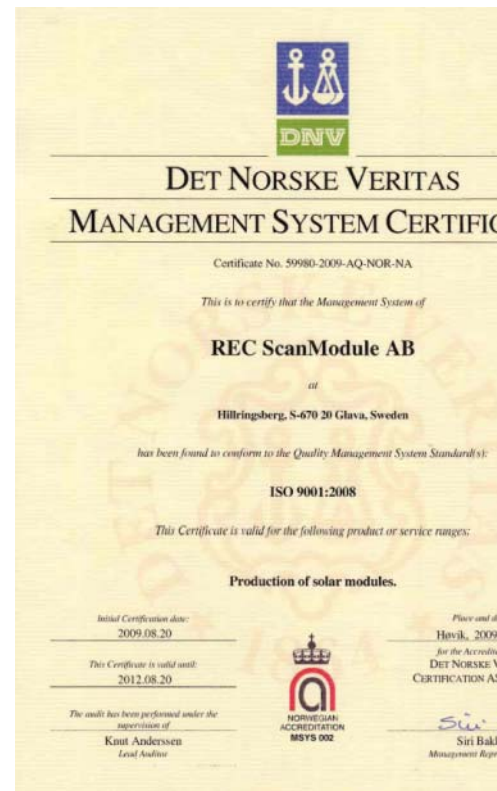 DNV
DET NORSKE VERITAS
MANAGEMENT SYSTEM CERTIFIC
Certificate No. 59980-2009-AQ-NOR-NA
This is to certify that the Management System of
REC ScanModule AB
at
Hillringsberg, S-670 20 Glava, Sweden
has been found to conform to the Quality Management System Standard(s):
ISO 9001:2008
This Certificate is valid for the following product or service ranges:
Production of solar modules.
Initial Certification date:
2009.08.20
This Certificate is valid until:
2012.08.20
The audit has been performed under the
supervision of
Knut Anderssen
Lead Auditor
NORWEGIAN
ACCREDITATION
MSYS 002
Place and d
Høvik, 2009
for the Accredite
DET NORSKE V
CERTIFICATION AS
Siri Bakl
Management Repr